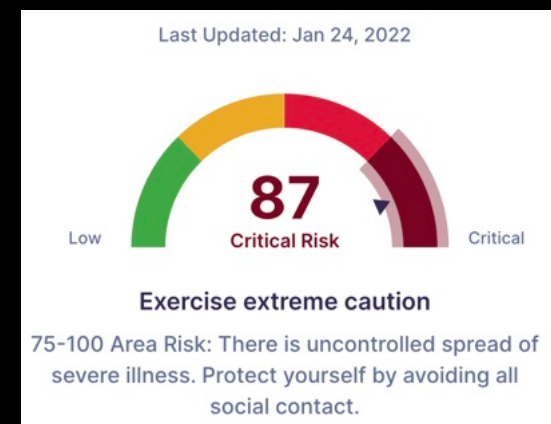 Last Updated: Jan 24, 2022
87
Critical Risk
Low
Critical
Exercise extreme caution
75-100 Area Risk: There is uncontrolled spread of
severe illness. Protect yourself by avoiding all
social contact.